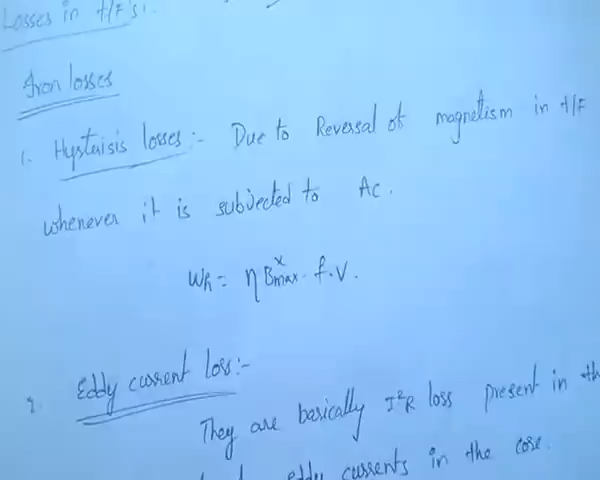 Losses in t/F's:.
Iron losses
1. Hystaisis losses:- Due to Reversal of magnetism in t/F
whenever it is subjected to Ac.
Wh = η Bmax^x . f. V.
2. Eddy current loss:-
They are basically I²R loss present in th
eddy currents in the core.